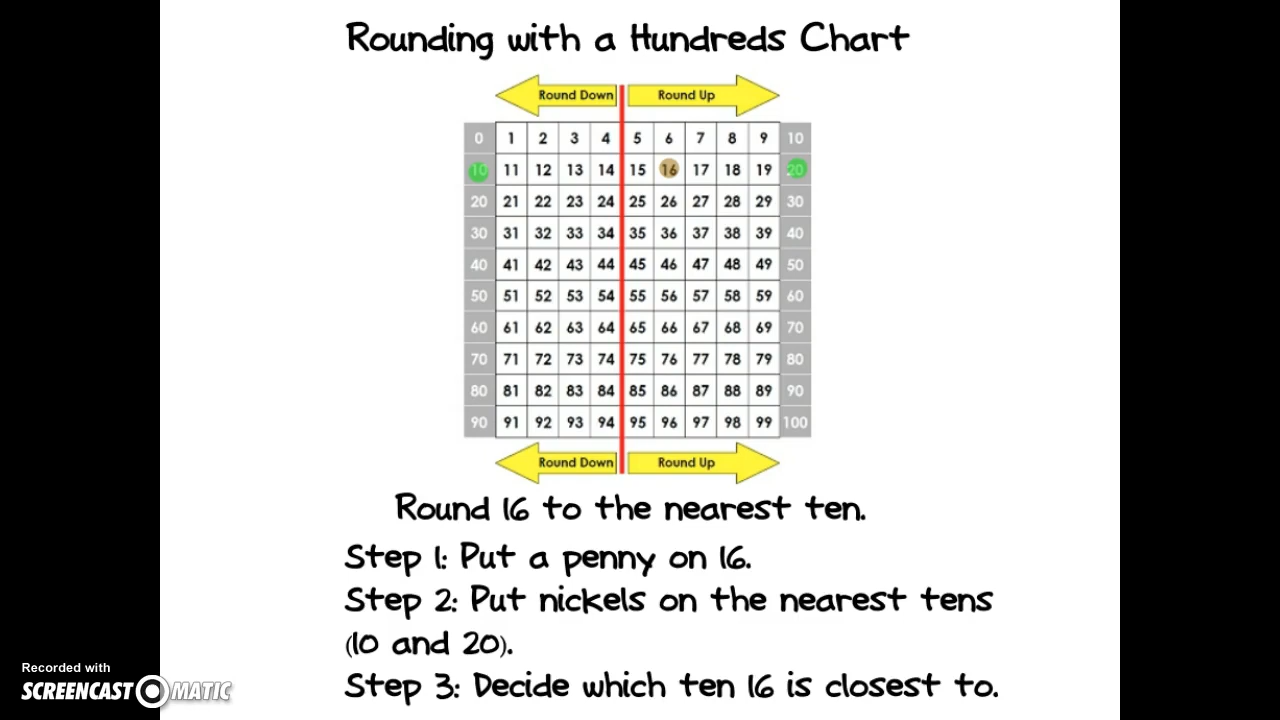 Rounding with a Hundreds Chart
Round Down Round Up
0 1 2 3 4 5 6 7 8 9 10
10 11 12 13 14 15 16 17 18 19 20
20 21 22 23 24 25 26 27 28 29 30
30 31 32 33 34 35 36 37 38 39 40
40 41 42 43 44 45 46 47 48 49 50
50 51 52 53 54 55 56 57 58 59 60
60 61 62 63 64 65 66 67 68 69 70
70 71 72 73 74 75 76 77 78 79 80
80 81 82 83 84 85 86 87 88 89 90
90 91 92 93 94 95 96 97 98 99 100
Round Down Round Up
Round 16 to the nearest ten.
Step 1: Put a penny on 16.
Step 2: Put nickels on the nearest tens
(10 and 20).
Step 3: Decide which ten 16 is closest to.
Recorded with
SCREENCAST MATIC